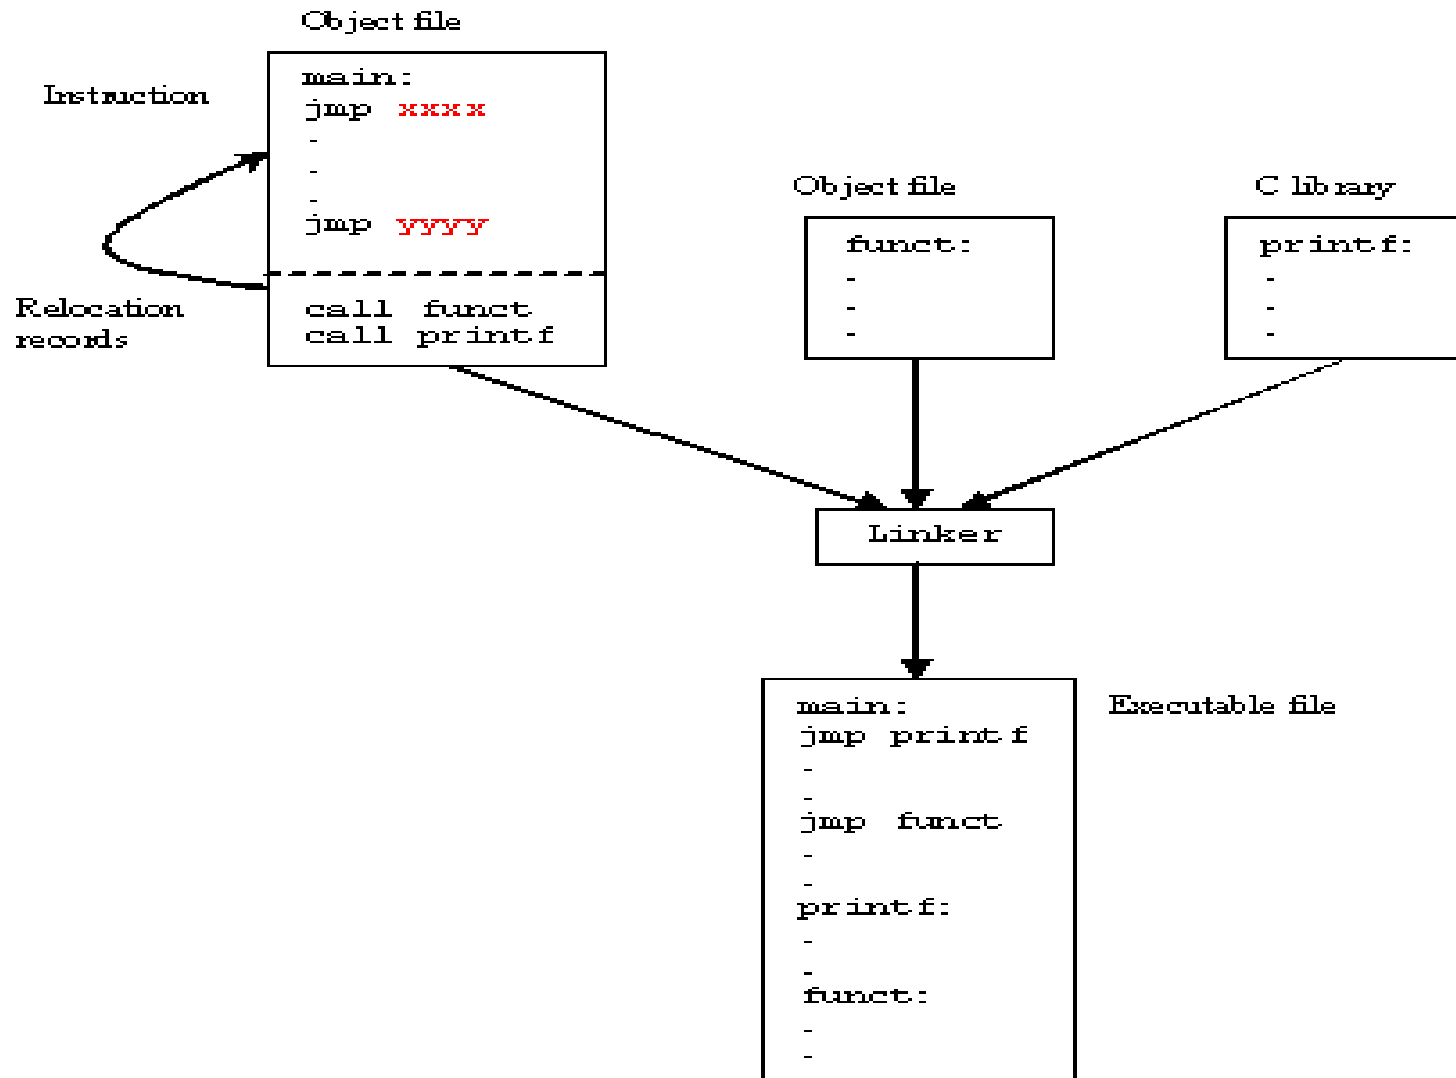 Object file
Instruction
main:
jmp xxxx
-
-
-
jmp yyyy
Relocation
records
call funct
call printf
Object file
funct:
-
-
-
C library
printf:
-
-
-
Linker
Executable file
main:
jmp printf
-
-
jmp funct
-
-
printf:
-
-
funct:
-
-